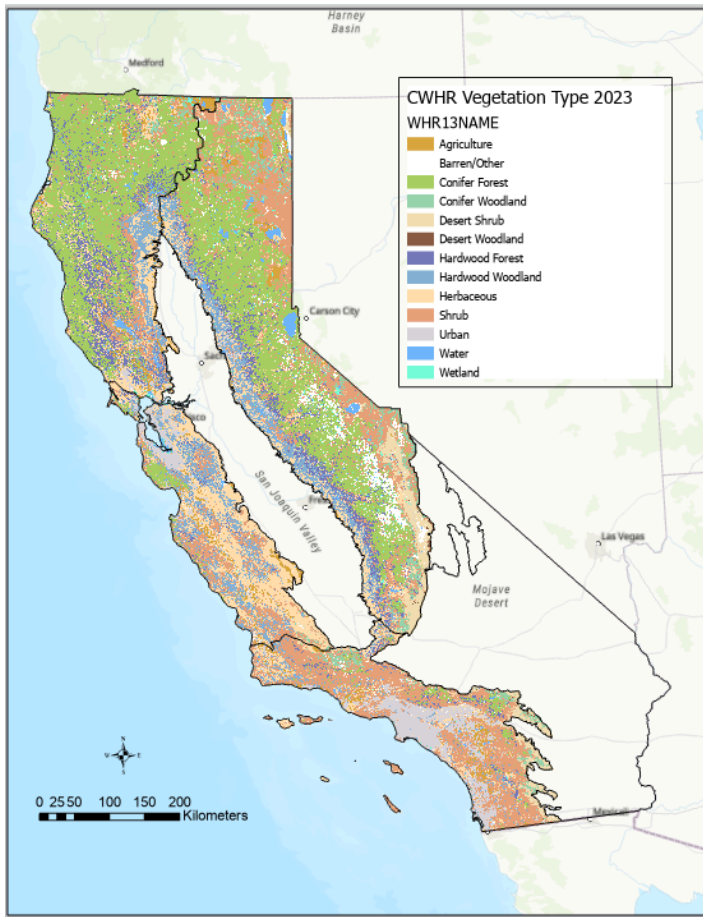 Harney
Basin
Medford
CWHR Vegetation Type 2023
WHR13NAME
Agriculture
Barren/Other
Conifer Forest
Conifer Woodland
Desert Shrub
Desert Woodland
Hardwood Forest
Hardwood Woodland
Herbaceous
Shrub
Urban
Water
Wetland
Carson City
Sac
San Joaquin Valley
Las Vegas
Mojave
Desert
N
E
S
0 25 50 100 150 200
Kilometers
Mexicali